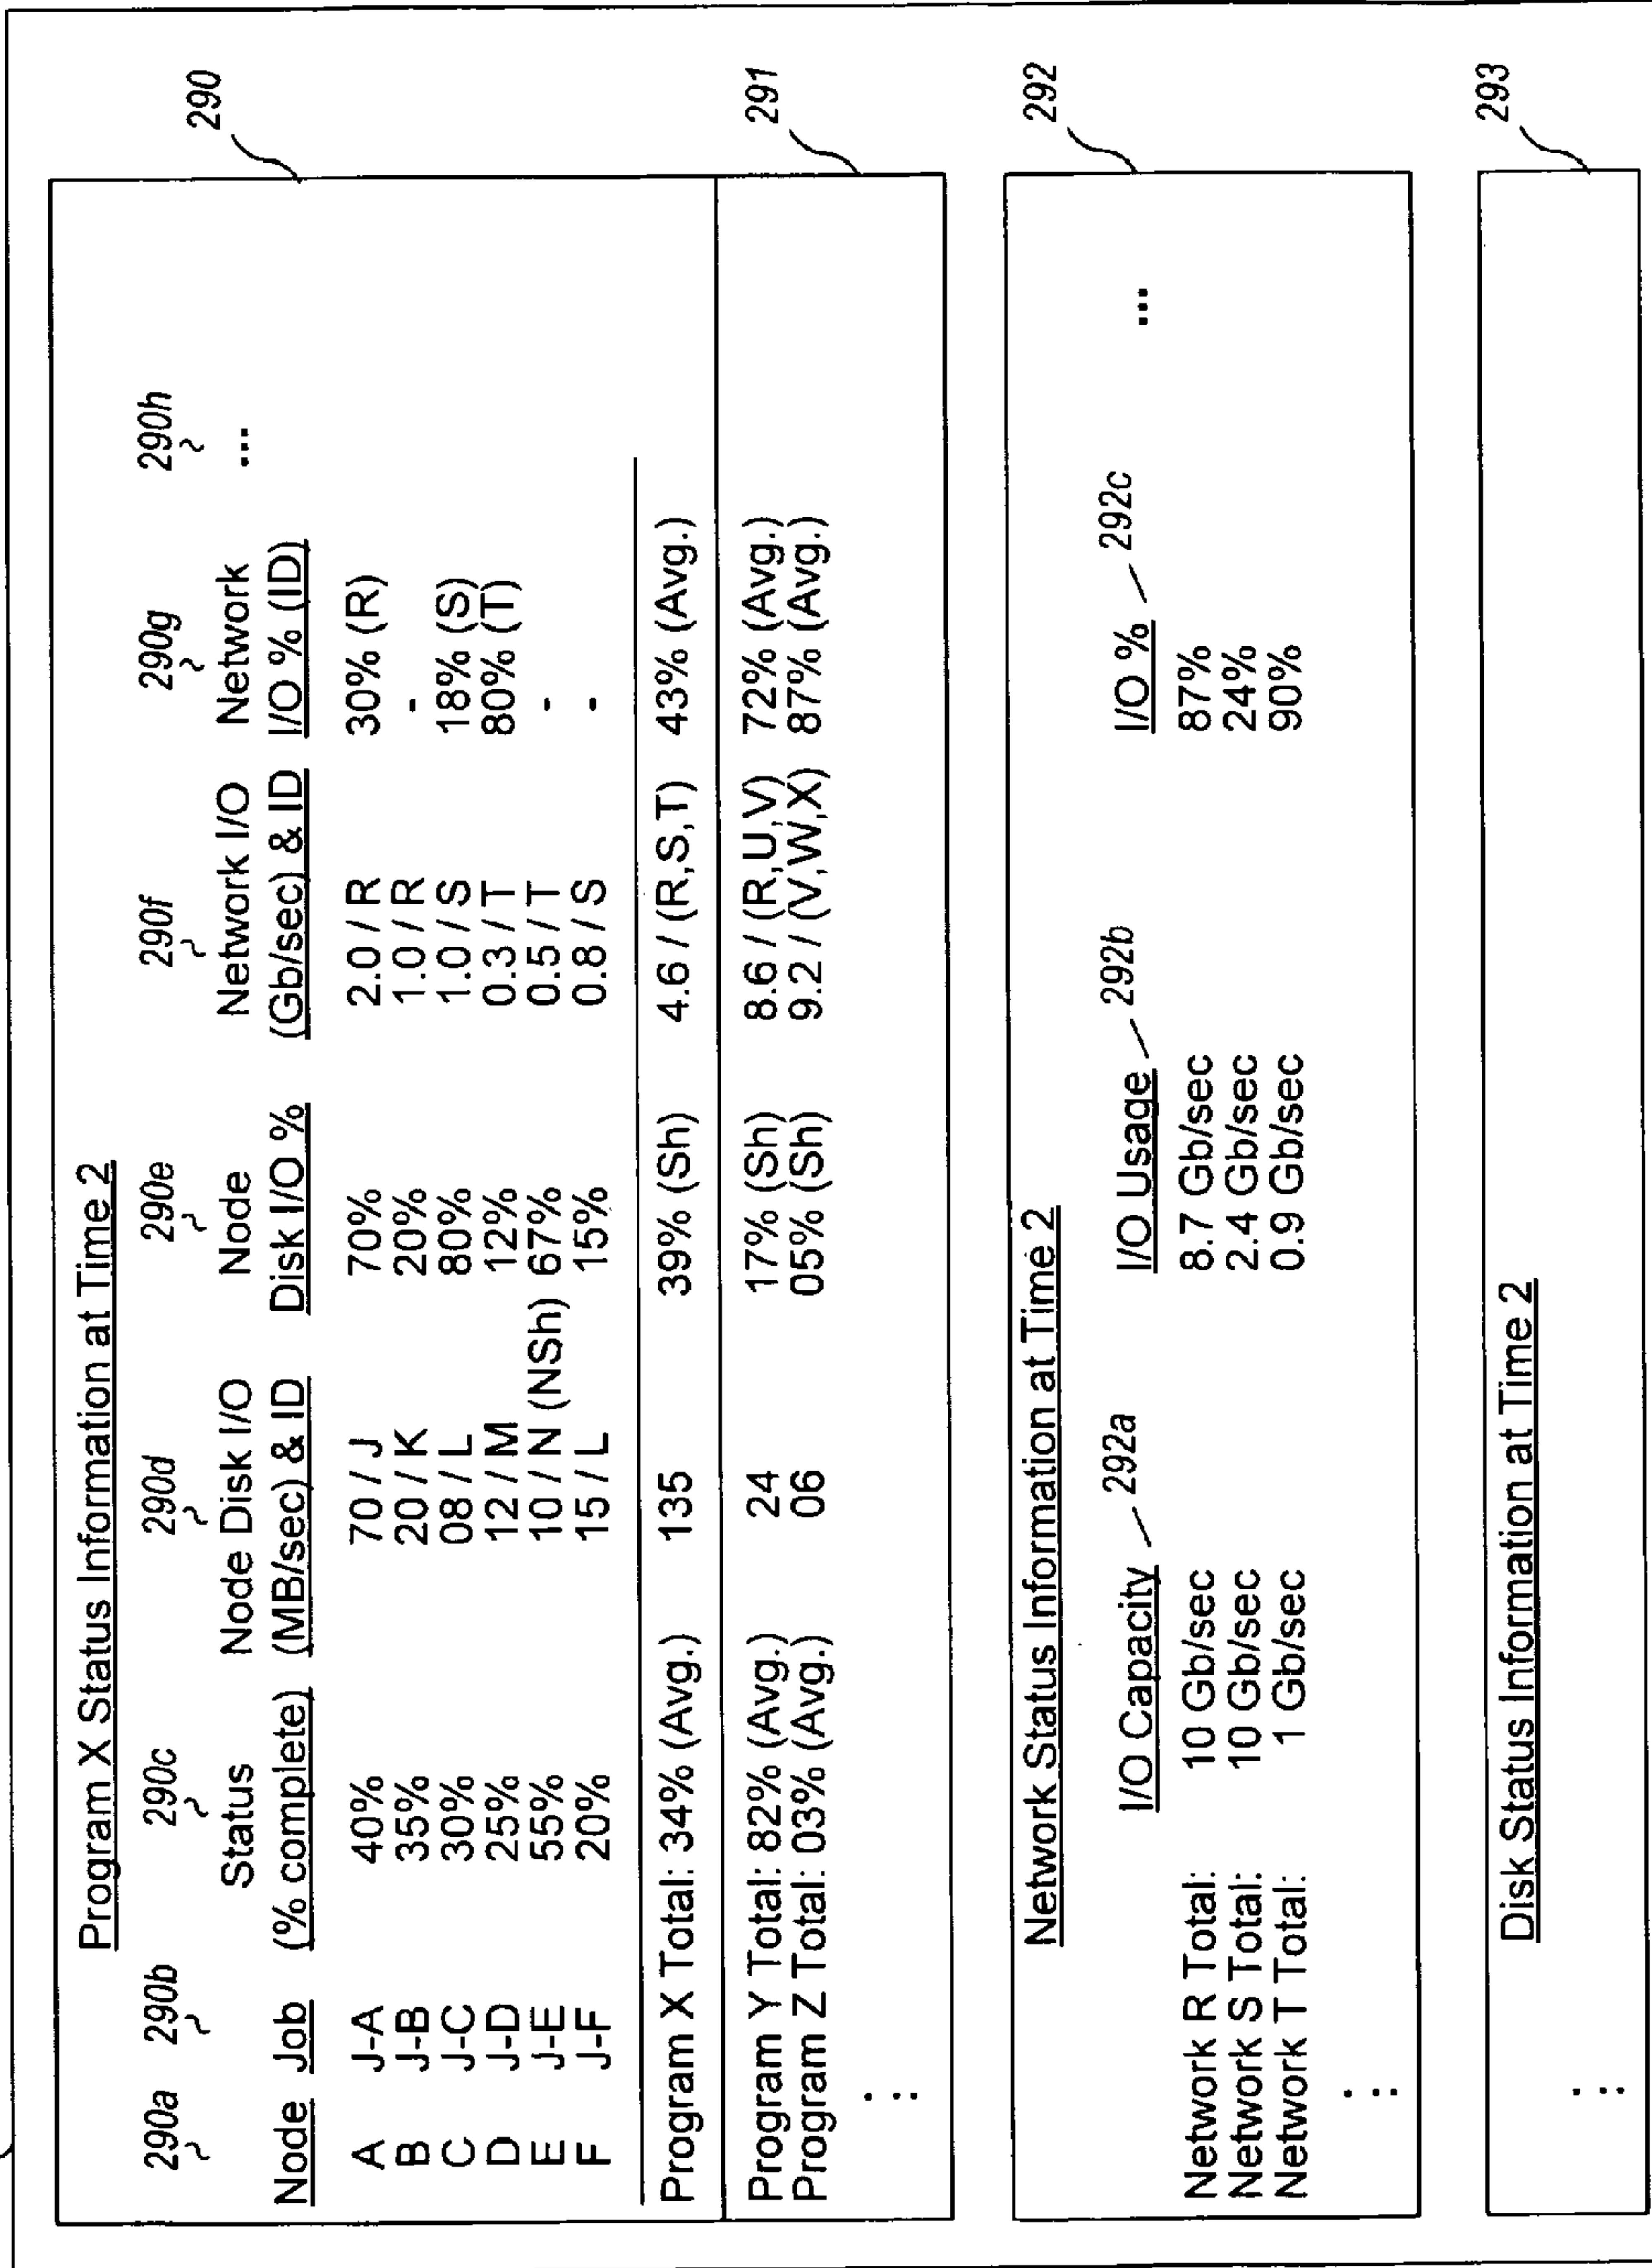 Program X Status Information at Time 2
290
290a 290b 290c 290d 290e 290f 290g 290h
Status Node Disk I/O Node Network I/O Network ...
Node Job (% complete) (MB/sec) & ID Disk I/O % (Gb/sec) & ID I/O % (ID)
A J-A 40% 70 / J 70% 2.0 / R 30% (R)
B J-B 35% 20 / K 20% 1.0 / R -
C J-C 30% 08 / L 80% 1.0 / S 18% (S)
D J-D 25% 12 / M 12% 0.3 / T 80% (T)
E J-E 55% 10 / N (NSh) 67% 0.5 / T -
F J-F 20% 15 / L 15% 0.8 / S -
Program X Total: 34% (Avg.) 135 39% (Sh) 4.6 / (R,S,T) 43% (Avg.)
291
Program Y Total: 82% (Avg.) 24 17% (Sh) 8.6 / (R,U,V) 72% (Avg.)
Program Z Total: 03% (Avg.) 06 05% (Sh) 9.2 / (V,W,X) 87% (Avg.)
...
Network Status Information at Time 2
292
I/O Capacity 292a I/O Usage 292b I/O % 292c ...
Network R Total: 10 Gb/sec 8.7 Gb/sec 87%
Network S Total: 10 Gb/sec 2.4 Gb/sec 24%
Network T Total: 1 Gb/sec 0.9 Gb/sec 90%
...
Disk Status Information at Time 2
293
...